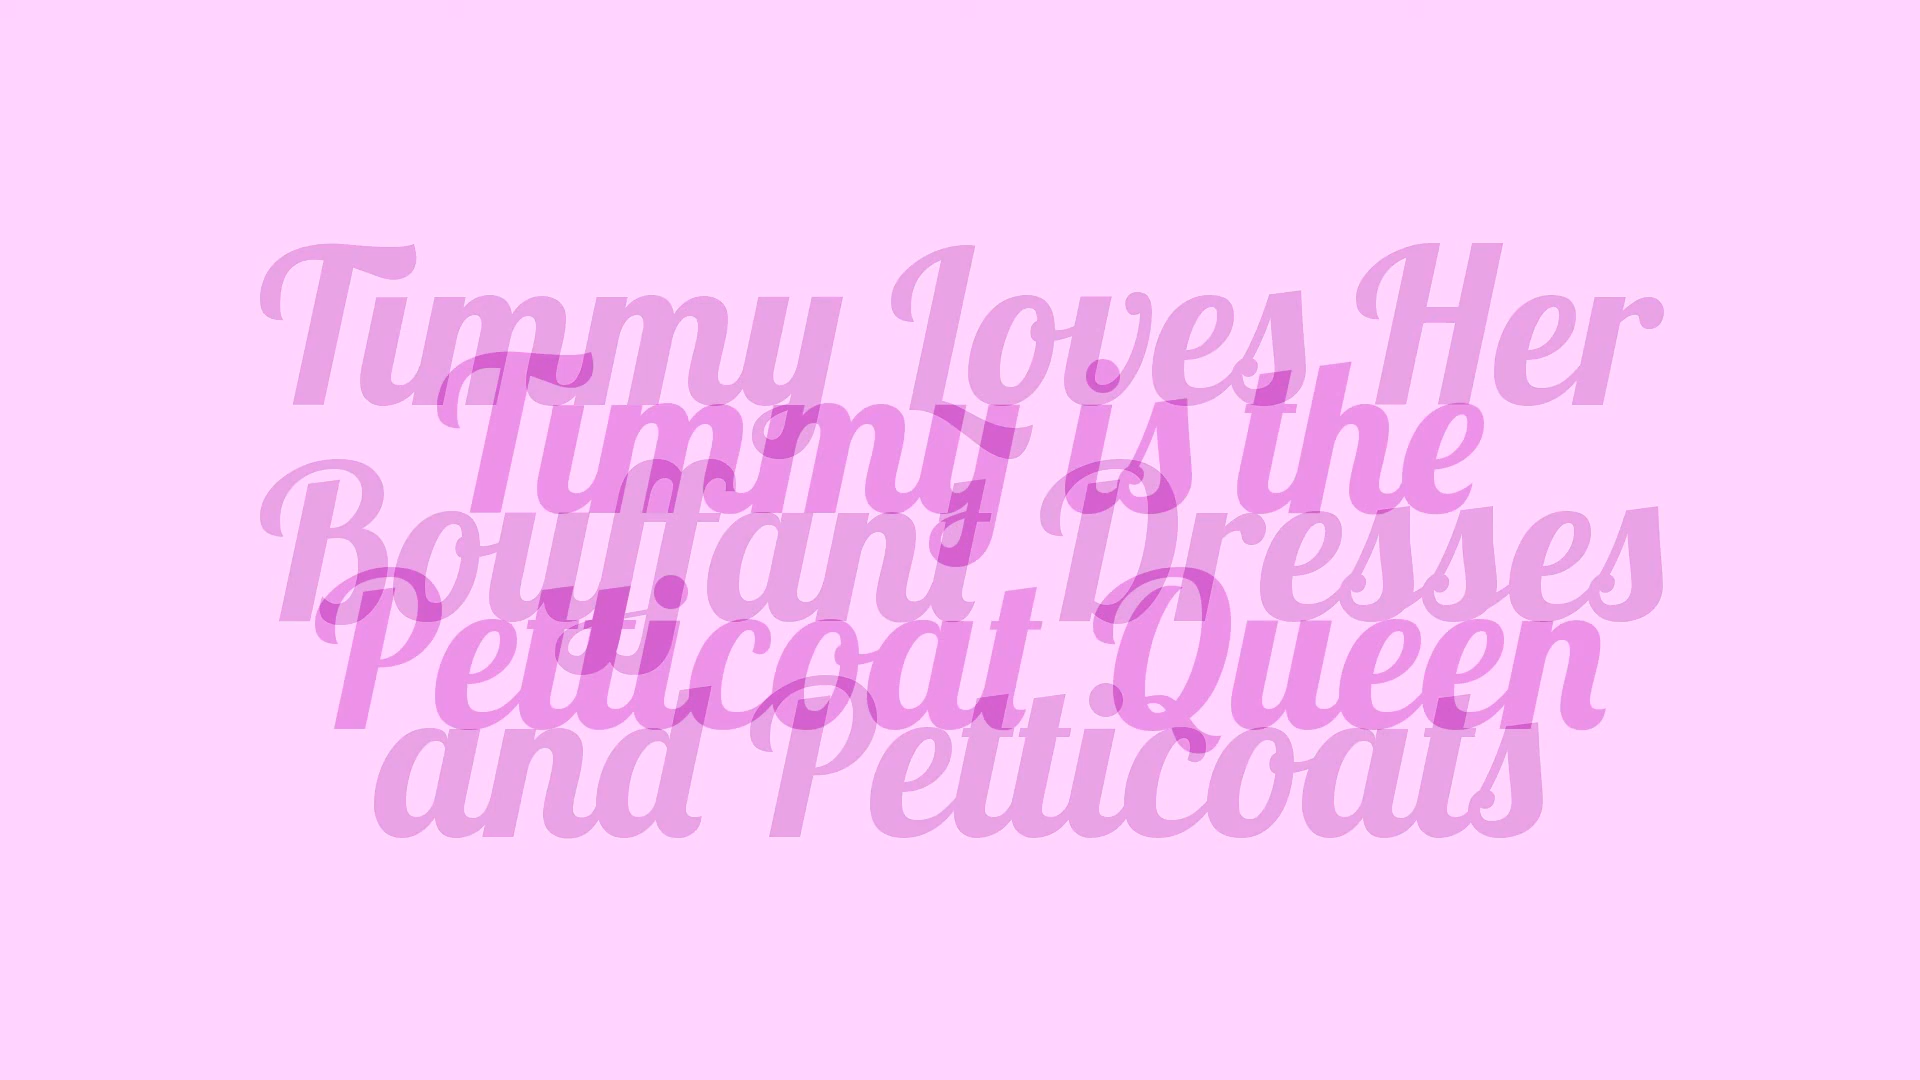 Timmy Loves Her
Timmy is the
Bouffant Dresses
Petticoat Queen
and Petticoats